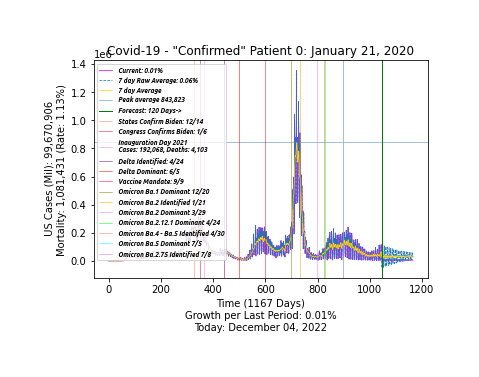 Covid-19 - "Confirmed" Patient 0: January 21, 2020
1e6
1.4
1.2
1.0
0.8
0.6
0.4
0.2
0.0
US Cases (Mil): 99,670,906
Mortality: 1,081,431 (Rate: 1.13%)
Current: 0.01%
7 day Raw Average: 0.06%
7 day Average
Peak average 843,823
Forecast: 120 Days->
States Confirm Biden: 12/14
Congress Confirms Biden: 1/6
Inauguration Day 2021
Cases: 192,068, Deaths: 4,103
Delta Identified: 4/24
Delta Dominant: 6/5
Vaccine Mandate: 9/9
Omicron Ba.1 Dominant 12/20
Omicron Ba.2 Identified 1/21
Omicron Ba.2 Dominant 3/29
Omicron Ba.2.12.1 Dominant 4/24
Omicron Ba.4 - Ba.5 Identified 4/30
Omicron Ba.5 Dominant 7/5
Omicron Ba.2.75 Identified 7/8
0 200 400 600 800 1000 1200
Time (1167 Days)
Growth per Last Period: 0.01%
Today: December 04, 2022